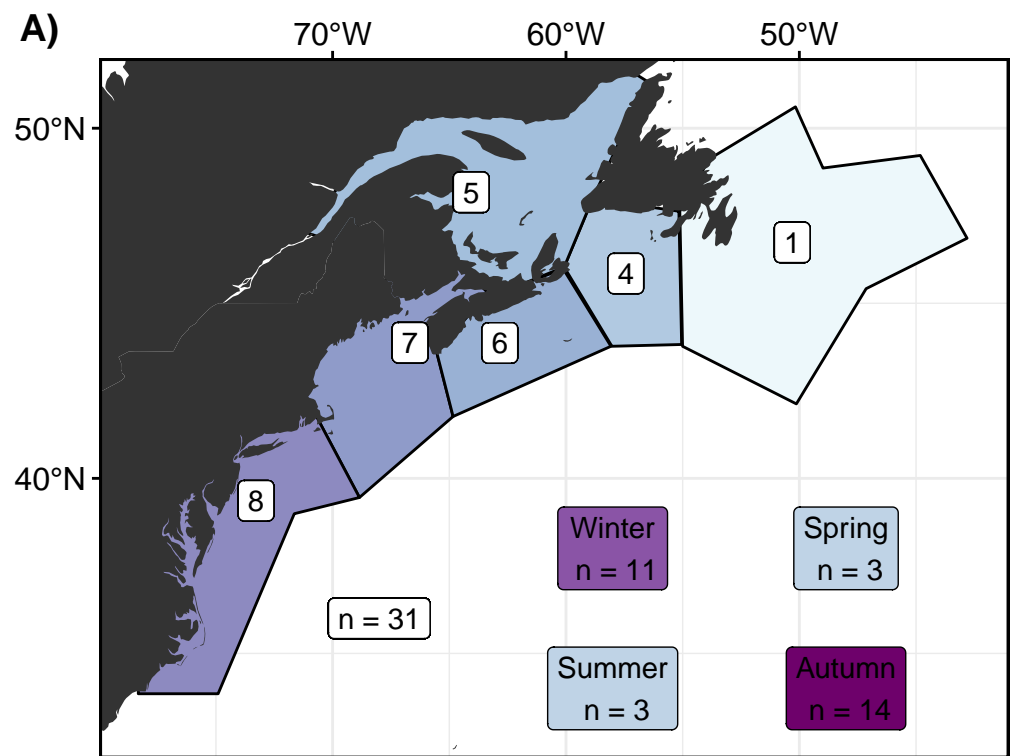 A)
70°W 60°W 50°W
50°N
40°N
5
1
4
7
6
8
n = 31
Winter
n = 11
Spring
n = 3
Summer
n = 3
Autumn
n = 14